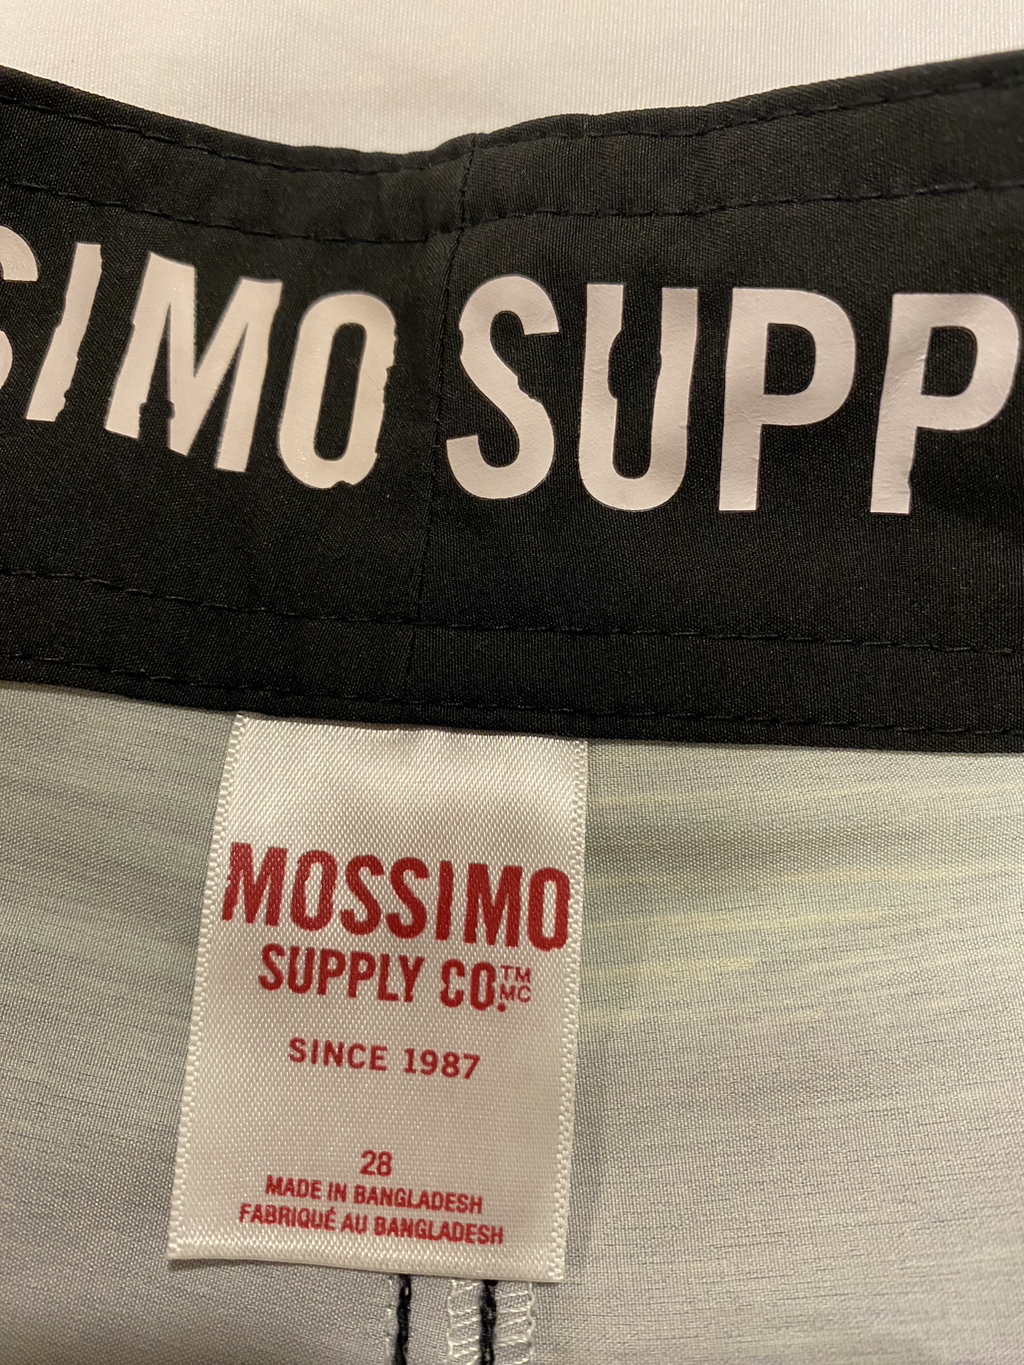 SIMO SUPP
MOSSIMO
SUPPLY CO.™ MC
SINCE 1987
28
MADE IN BANGLADESH
FABRIQUÉ AU BANGLADESH